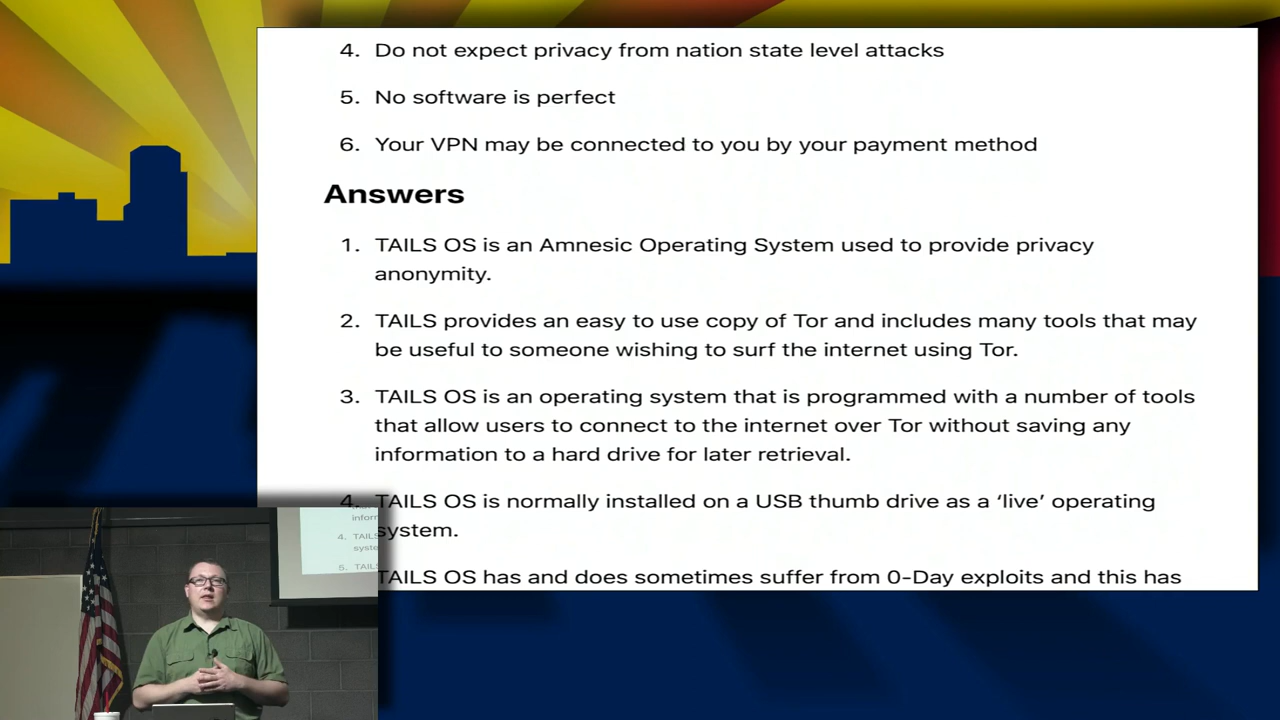 4. Do not expect privacy from nation state level attacks
5. No software is perfect
6. Your VPN may be connected to you by your payment method
Answers
1. TAILS OS is an Amnesic Operating System used to provide privacy
anonymity.
2. TAILS provides an easy to use copy of Tor and includes many tools that may
be useful to someone wishing to surf the internet using Tor.
3. TAILS OS is an operating system that is programmed with a number of tools
that allow users to connect to the internet over Tor without saving any
information to a hard drive for later retrieval.
4. TAILS OS is normally installed on a USB thumb drive as a ‘live’ operating
system.
TAILS OS has and does sometimes suffer from 0-Day exploits and this has
infor
4. TAILS
syste
5. TAIL